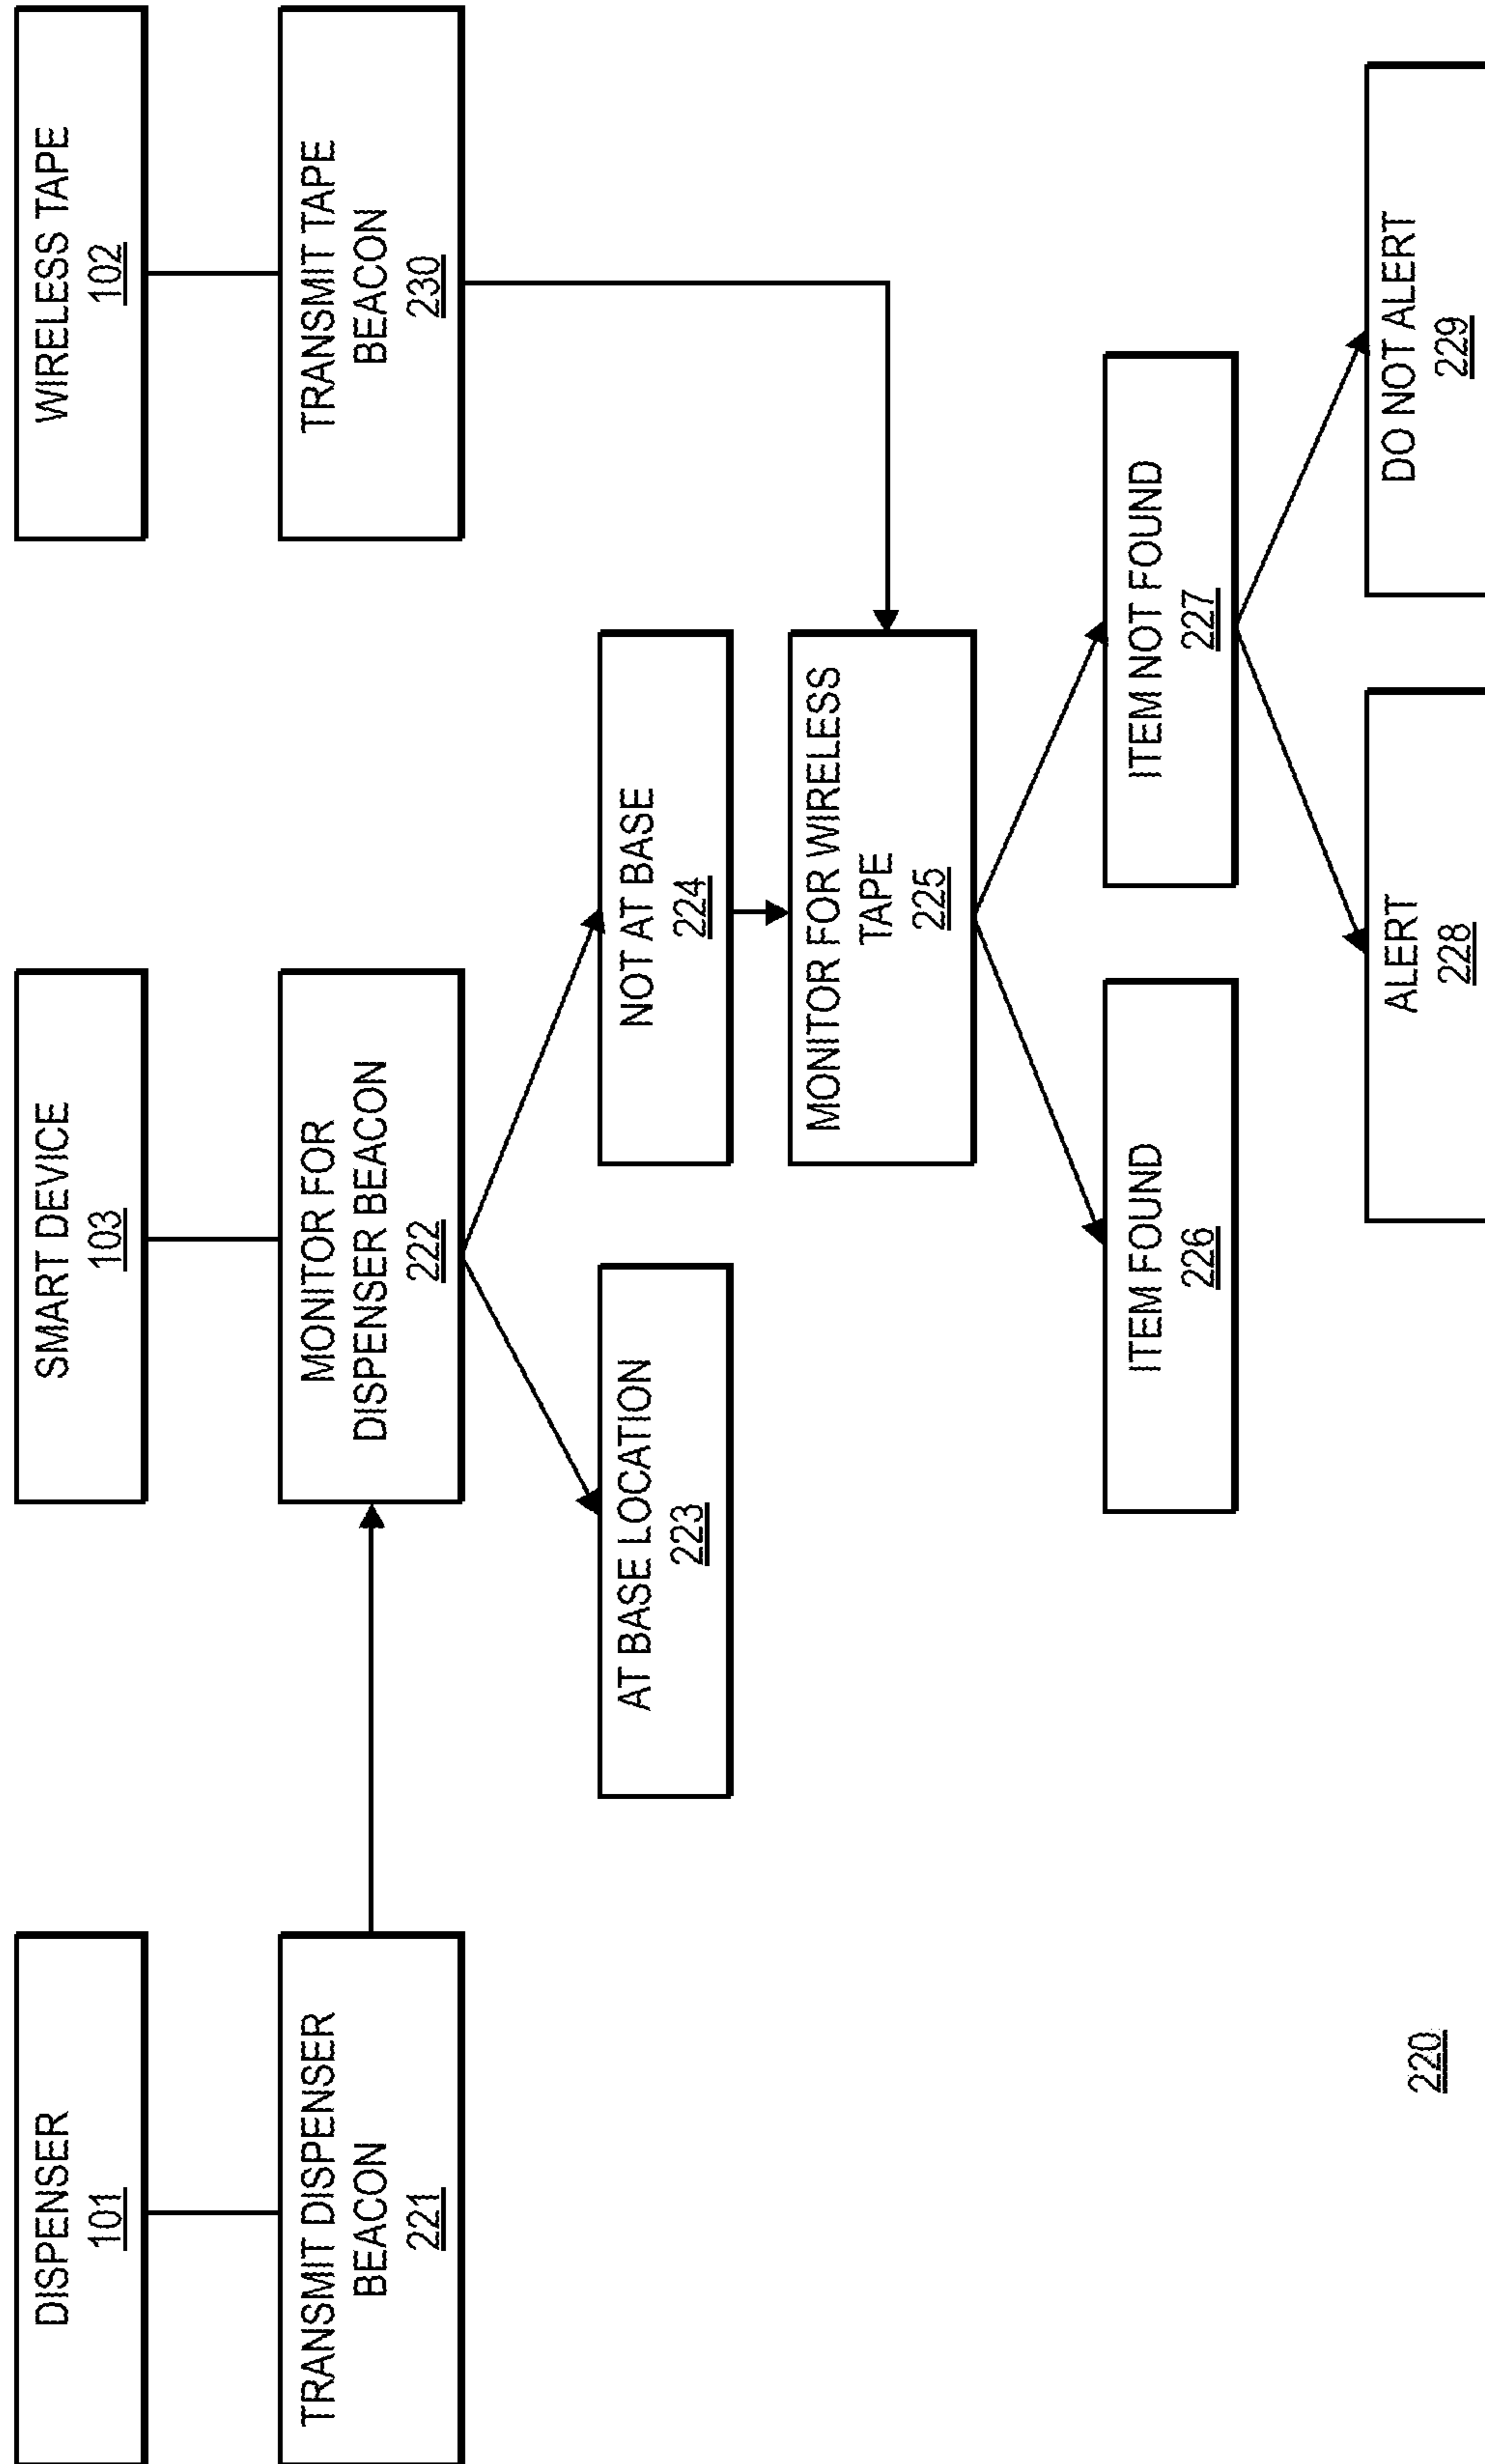 DISPENSER
101
SMART DEVICE
103
WIRELESS TAPE
102
TRANSMIT DISPENSER
BEACON
221
MONITOR FOR
DISPENSER BEACON
222
TRANSMIT TAPE
BEACON
230
AT BASE LOCATION
223
NOT AT BASE
224
MONITOR FOR WIRELESS
TAPE
225
ITEM FOUND
226
ITEM NOT FOUND
227
ALERT
228
DO NOT ALERT
229
220